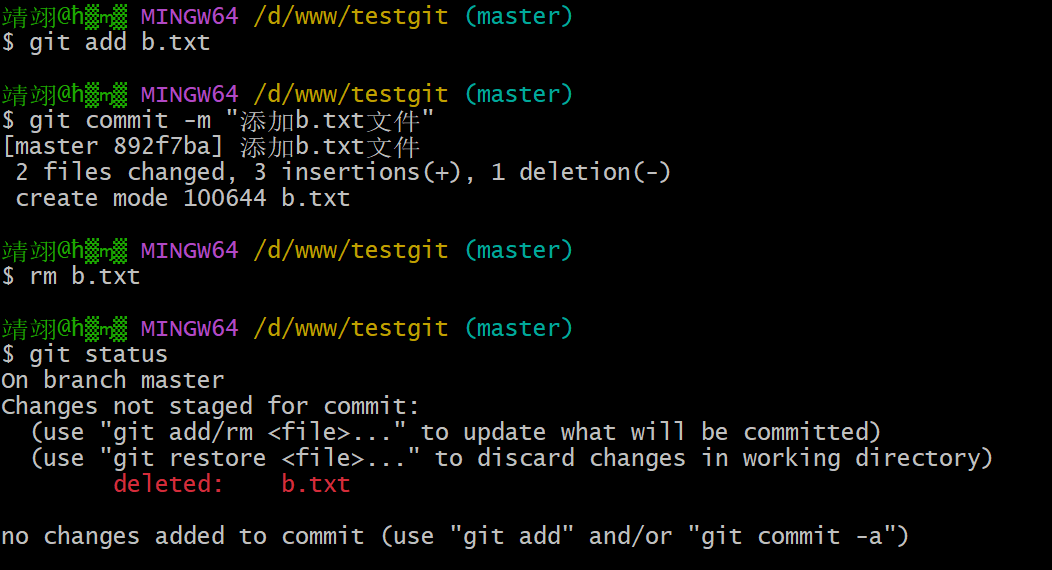 靖翊@ħ▒m▒ MINGW64 /d/www/testgit (master)
$ git add b.txt
靖翊@ħ▒m▒ MINGW64 /d/www/testgit (master)
$ git commit -m "添加b.txt文件"
[master 892f7ba] 添加b.txt文件
 2 files changed, 3 insertions(+), 1 deletion(-)
 create mode 100644 b.txt
靖翊@ħ▒m▒ MINGW64 /d/www/testgit (master)
$ rm b.txt
靖翊@ħ▒m▒ MINGW64 /d/www/testgit (master)
$ git status
On branch master
Changes not staged for commit:
  (use "git add/rm <file>..." to update what will be committed)
  (use "git restore <file>..." to discard changes in working directory)
        deleted:    b.txt
no changes added to commit (use "git add" and/or "git commit -a")